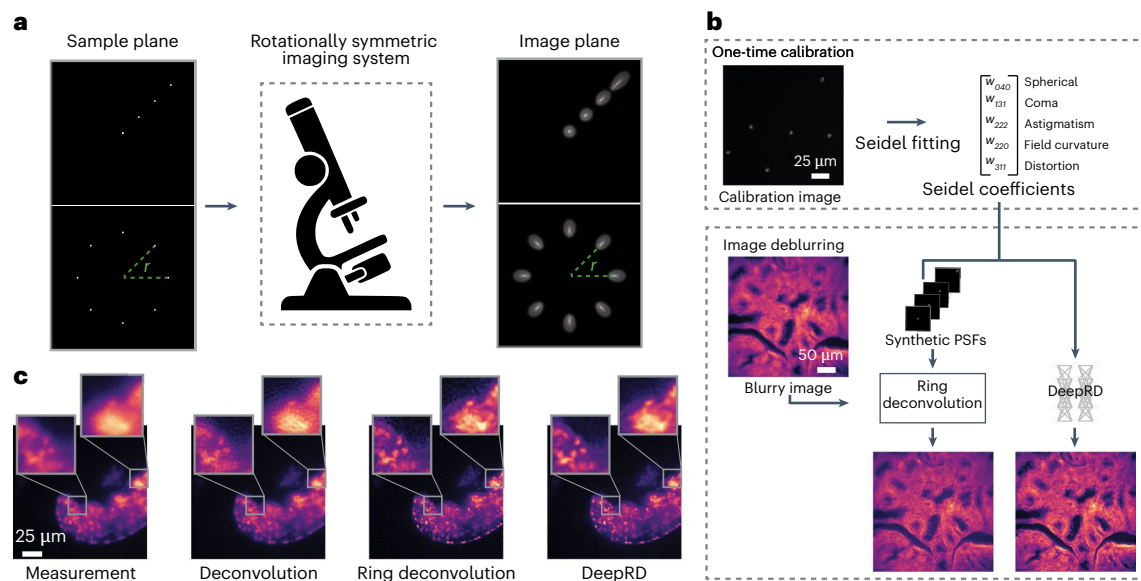 a
Sample plane
Rotationally symmetric
imaging system
Image plane
r
r
b
One-time calibration
25 µm
Calibration image
Seidel fitting
w040 Spherical
w131 Coma
w222 Astigmatism
w220 Field curvature
w311 Distortion
Seidel coefficients
Image deblurring
50 µm
Blurry image
Synthetic PSFs
Ring
deconvolution
DeepRD
c
25 µm
Measurement
Deconvolution
Ring deconvolution
DeepRD